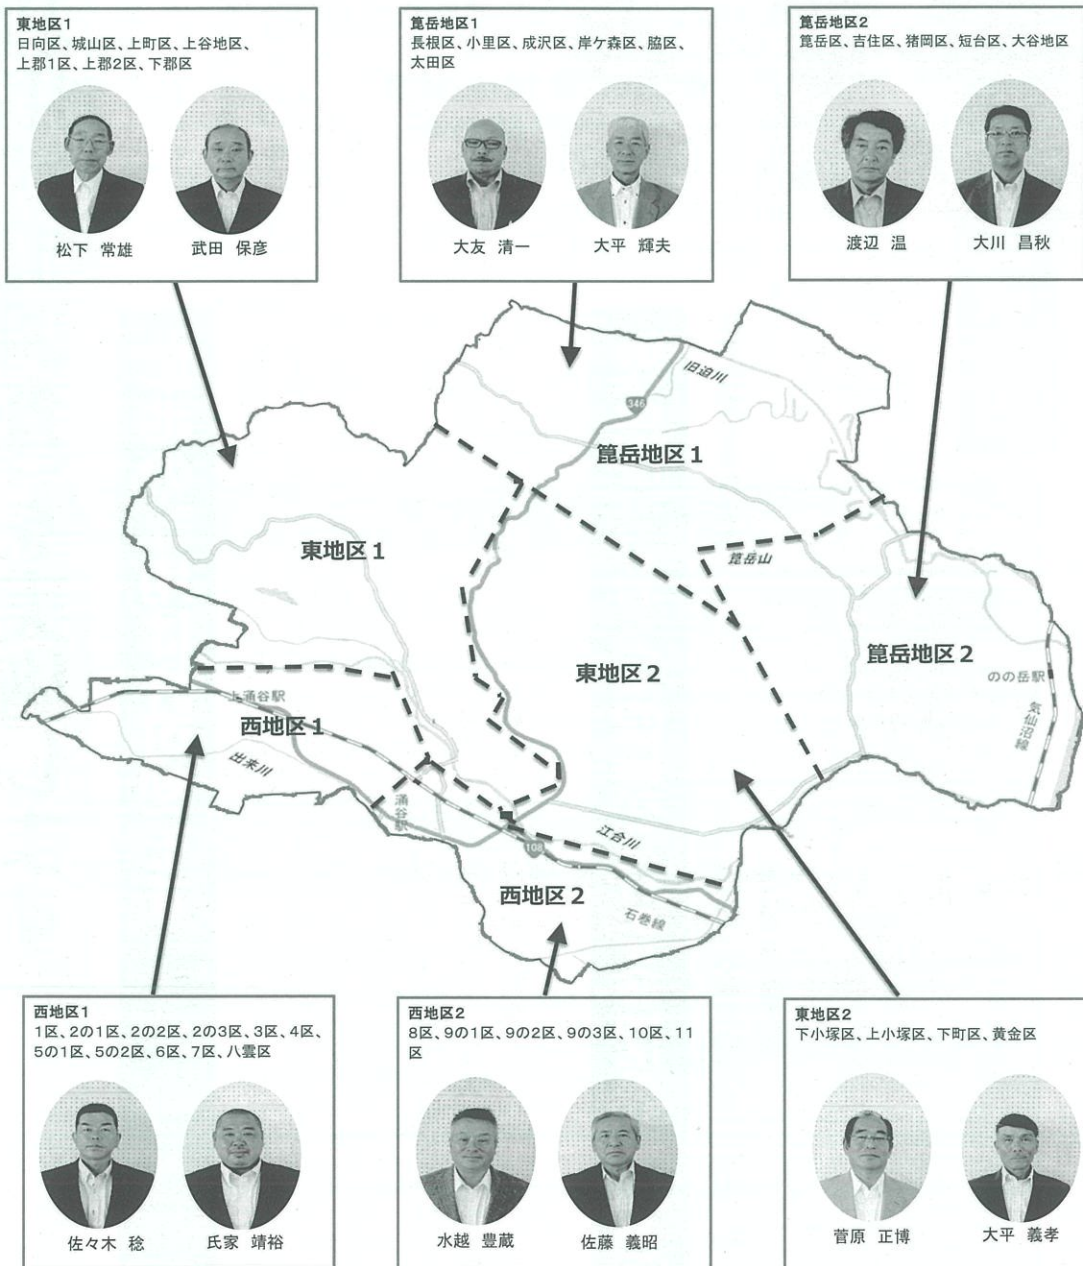 東地区1
日向区、城山区、上町区、上谷地区、
上郡1区、上郡2区、下郡区
松下 常雄
武田 保彦
箟岳地区1
長根区、小里区、成沢区、岸ケ森区、脇区、
太田区
大友 清一
大平 輝夫
箟岳地区2
箟岳区、吉住区、猪岡区、短台区、大谷地区
渡辺 温
大川 昌秋
旧迫川
346
箟岳地区1
東地区1
箟岳山
東地区2
箟岳地区2
のの岳駅
気仙沼線
上涌谷駅
西地区1
出来川
涌谷駅
江合川
108
西地区2
石巻線
西地区1
1区、2の1区、2の2区、2の3区、3区、4区、
5の1区、5の2区、6区、7区、八雲区
佐々木 稔
氏家 靖裕
西地区2
8区、9の1区、9の2区、9の3区、10区、11
区
水越 豊蔵
佐藤 義昭
東地区2
下小塚区、上小塚区、下町区、黄金区
菅原 正博
大平 義孝